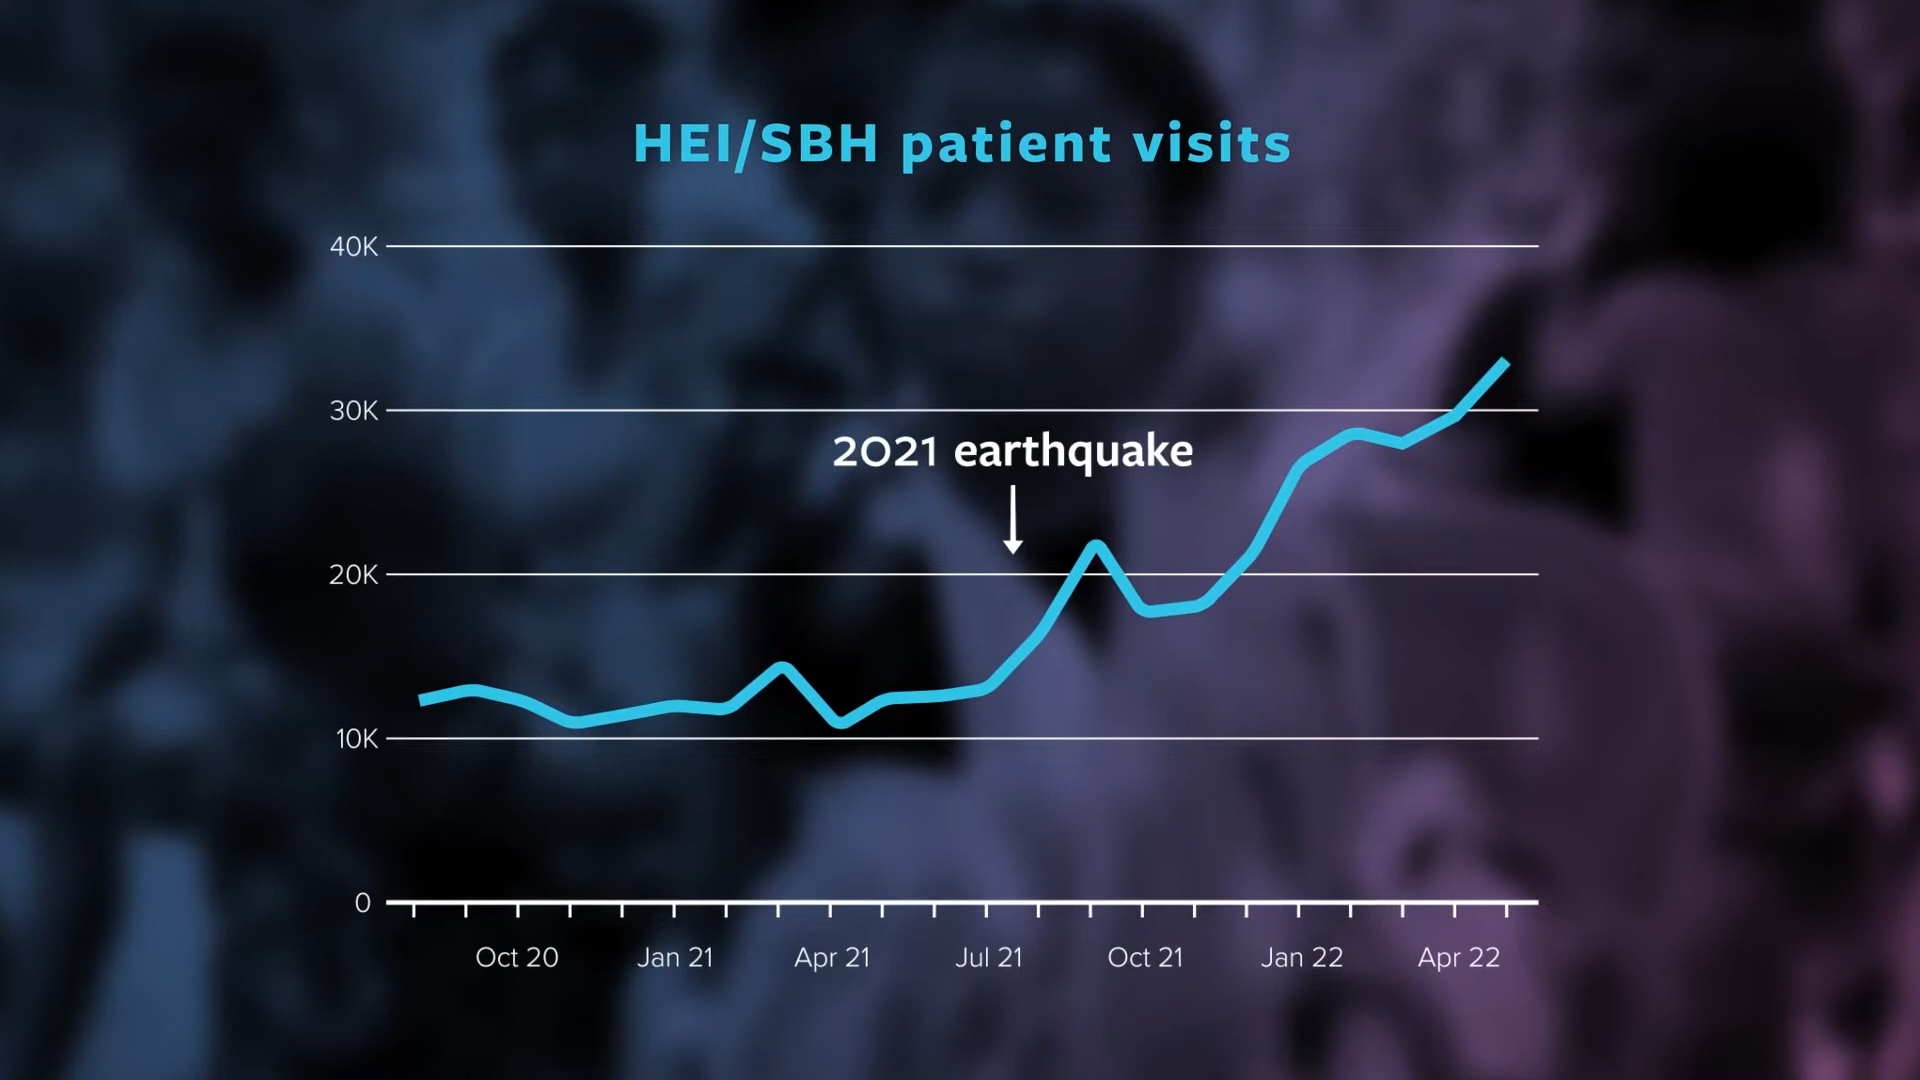 HEI/SBH patient visits
40K
30K
2021 earthquake
20K
10K
0
Oct 20 Jan 21 Apr 21 Jul 21 Oct 21 Jan 22 Apr 22